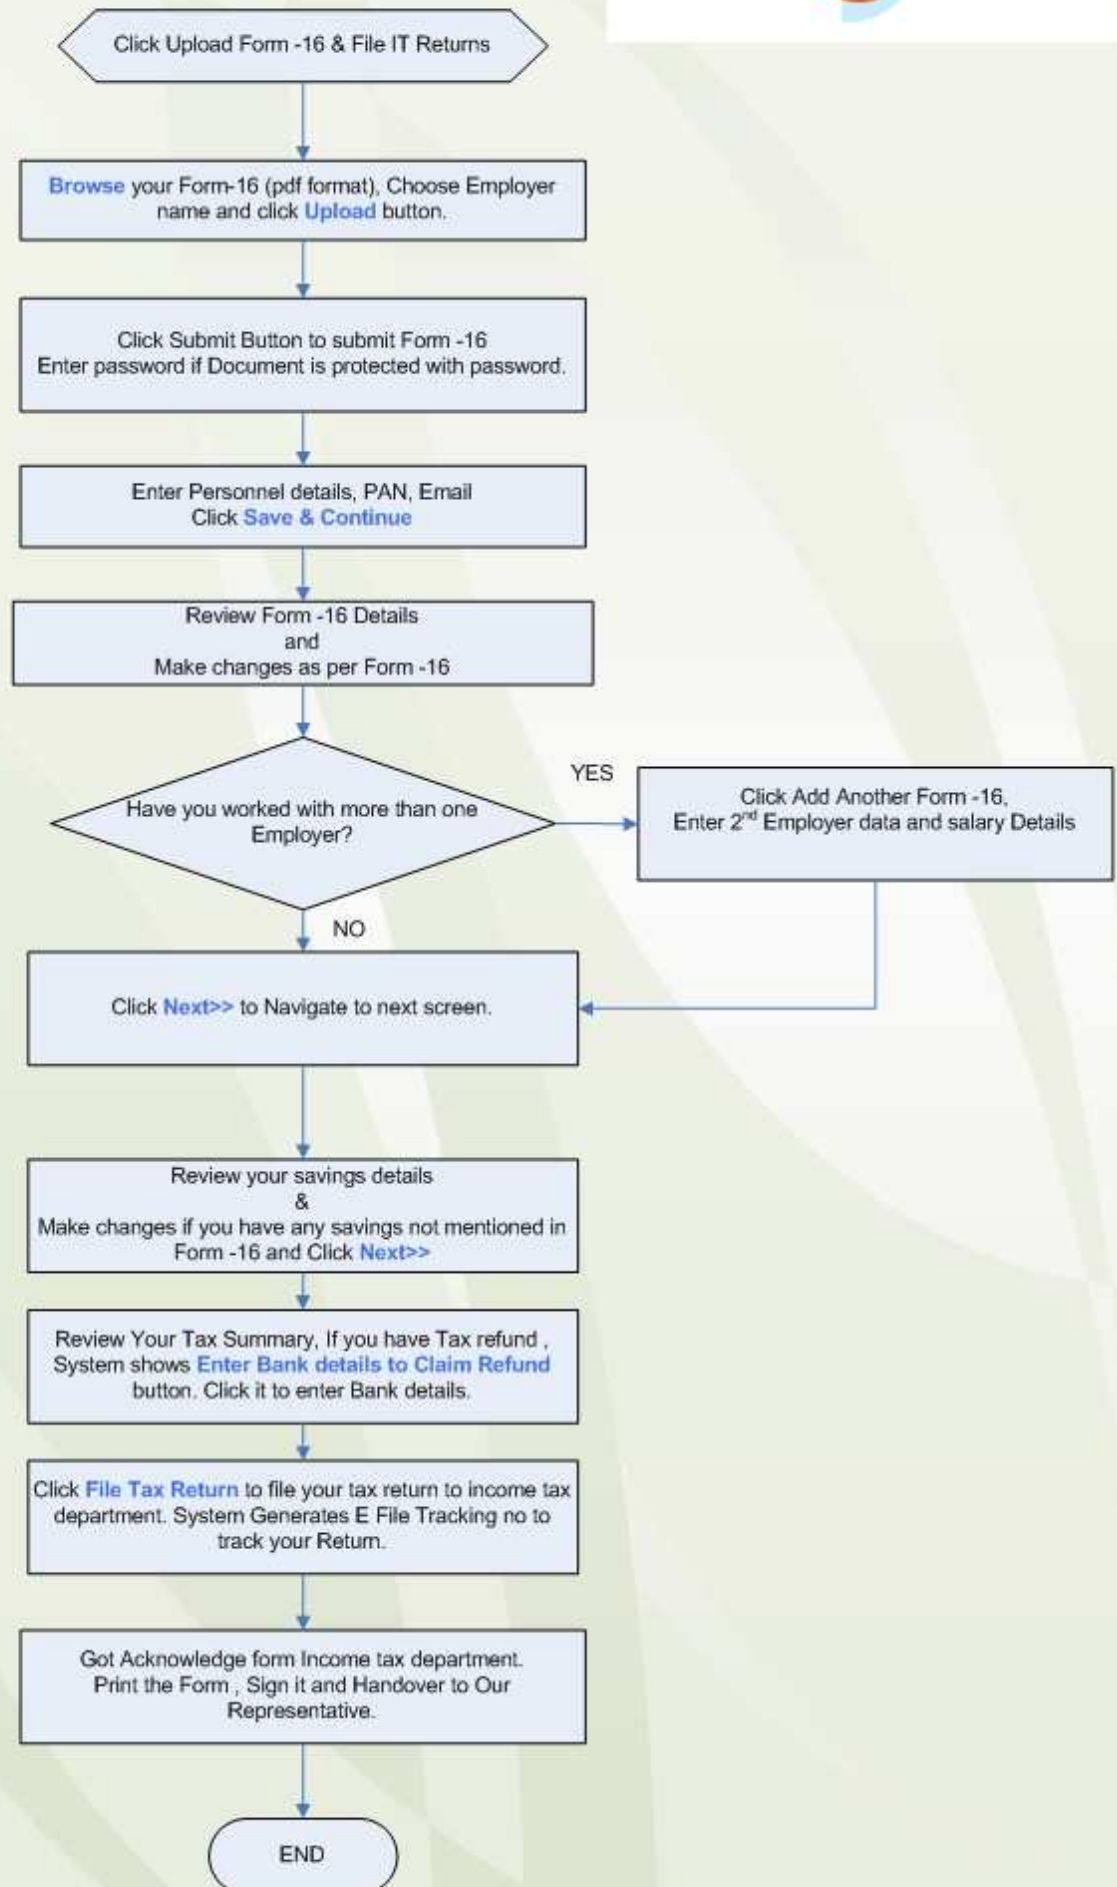 Click Upload Form -16 & File IT Returns
Browse your Form-16 (pdf format), Choose Employer
name and click Upload button.
Click Submit Button to submit Form -16
Enter password if Document is protected with password.
Enter Personnel details, PAN, Email
Click Save & Continue
Review Form -16 Details
and
Make changes as per Form -16
Have you worked with more than one
Employer?
YES
Click Add Another Form -16,
Enter 2nd Employer data and salary Details
NO
Click Next>> to Navigate to next screen.
Review your savings details
&
Make changes if you have any savings not mentioned in
Form -16 and Click Next>>
Review Your Tax Summary, If you have Tax refund ,
System shows Enter Bank details to Claim Refund
button. Click it to enter Bank details.
Click File Tax Return to file your tax return to income tax
department. System Generates E File Tracking no to
track your Return.
Got Acknowledge form Income tax department.
Print the Form , Sign it and Handover to Our
Representative.
END